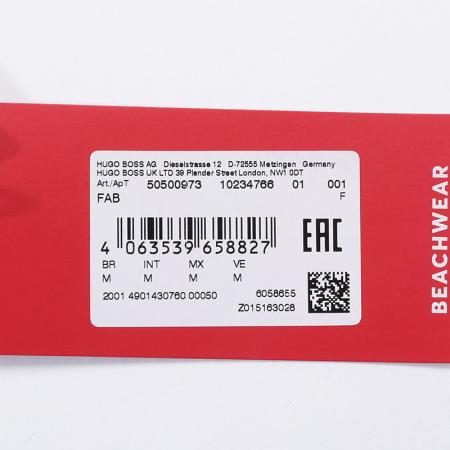 HUGO BOSS AG Dieselstrasse 12 D-72555 Metzingen Germany
HUGO BOSS UK LTD 39 Plender Street London, NW1 0DT
Art./ApT 50500973 10234766 01 001
FAB F
4 063539 658827
EAC
BR INT MX VE
M M M M
2001 4901430760 00050 6058655
Z015163028
BEACHWEAR